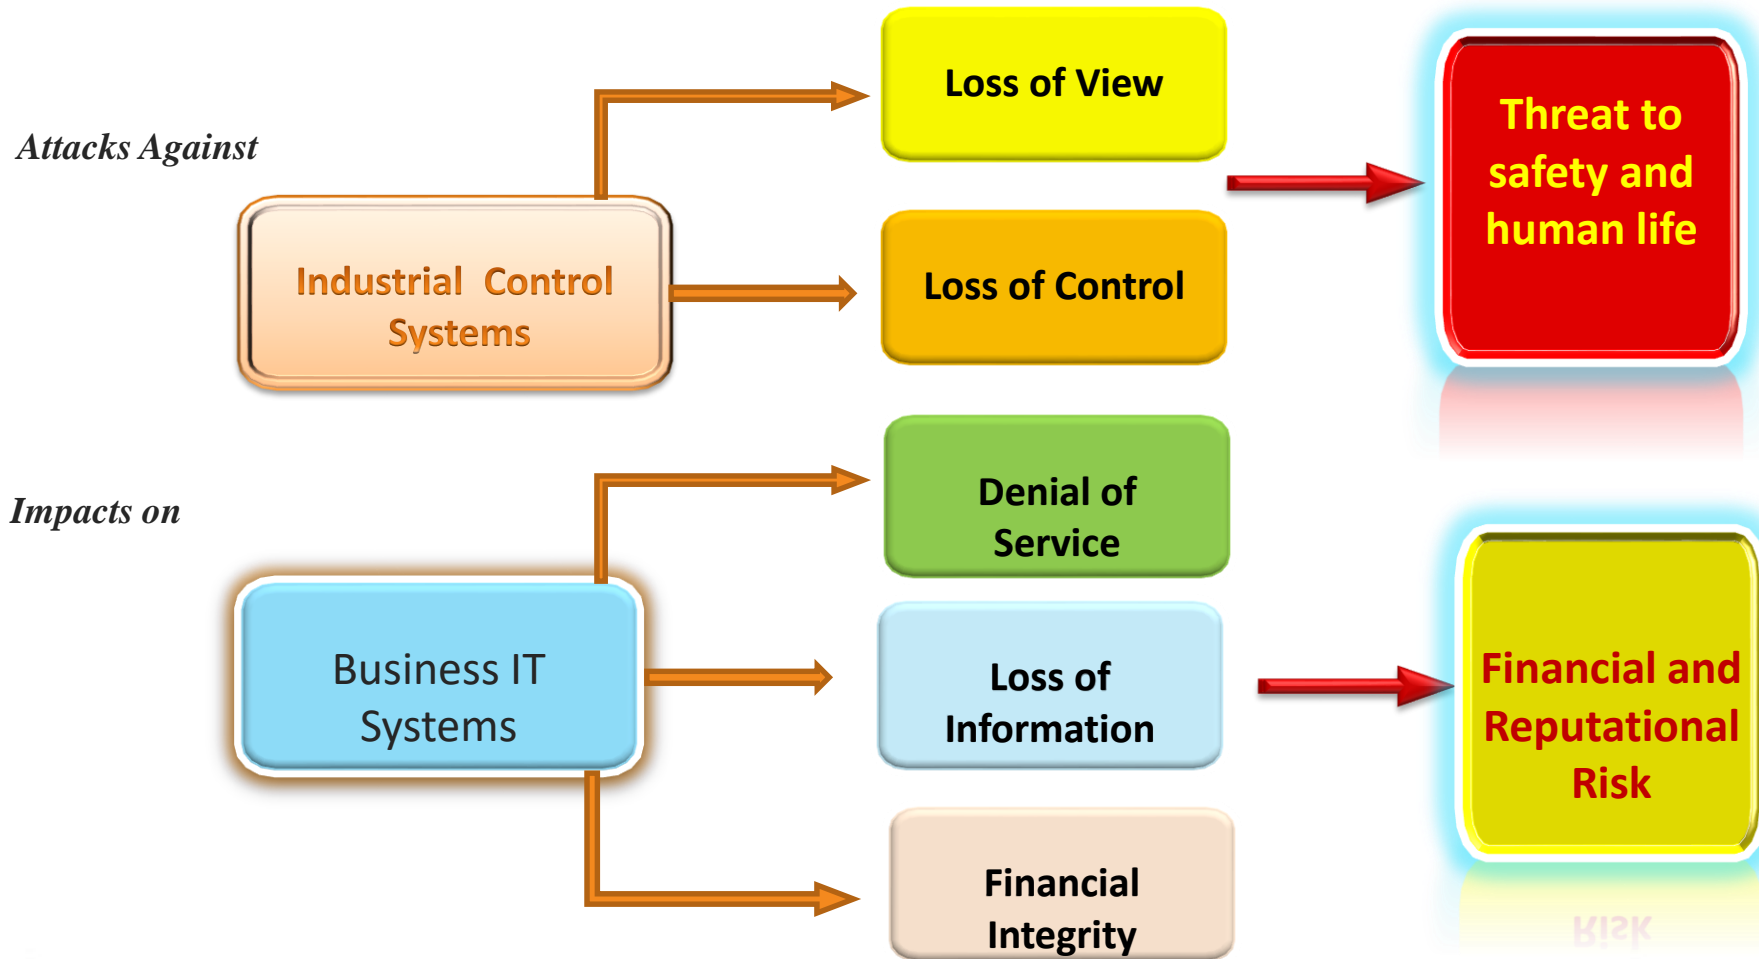 Attacks Against
Industrial Control
Systems
Loss of View
Loss of Control
Threat to
safety and
human life
Impacts on
Business IT
Systems
Denial of
Service
Loss of
Information
Financial
Integrity
Financial and
Reputational
Risk
Risk